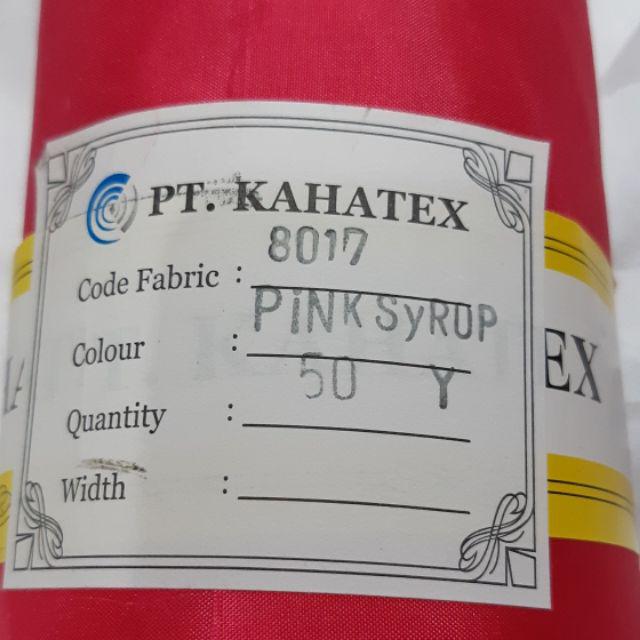 PT. KAHATEX
Code Fabric : 8017
Colour : PiNK SyRUP
Quantity : 50 Y
Width :
EX